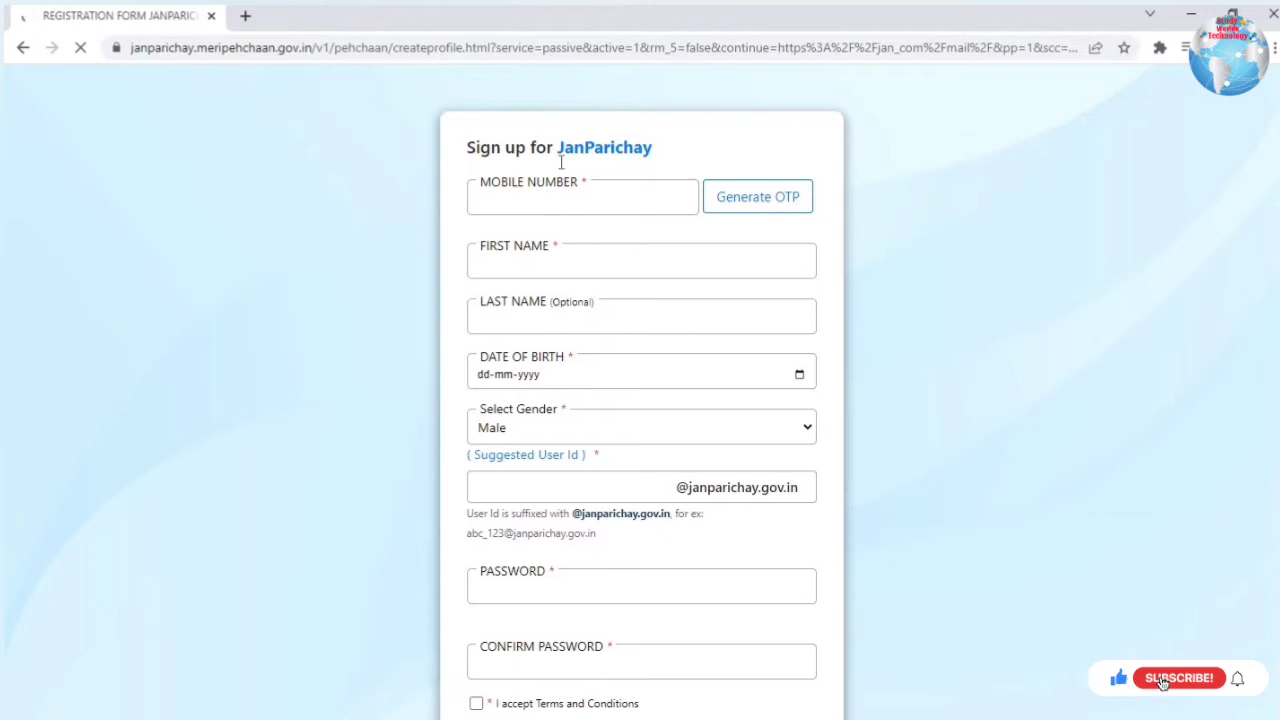 REGISTRATION FORM JANPARIC
janparichay.meripehchaan.gov.in/v1/pehchaan/createprofile.html?service=passive&active=1&rm_5=false&continue=https%3A%2F%2Fjan_com%2Fmail%2F&pp=1&scc=...
Study
World
Technology
Sign up for JanParichay
MOBILE NUMBER *
Generate OTP
FIRST NAME *
LAST NAME (Optional)
DATE OF BIRTH *
dd-mm-yyyy
Select Gender *
Male
( Suggested User Id ) *
@janparichay.gov.in
User Id is suffixed with @janparichay.gov.in, for ex:
abc_123@janparichay.gov.in
PASSWORD *
CONFIRM PASSWORD *
* I accept Terms and Conditions
SUBSCRIBE!